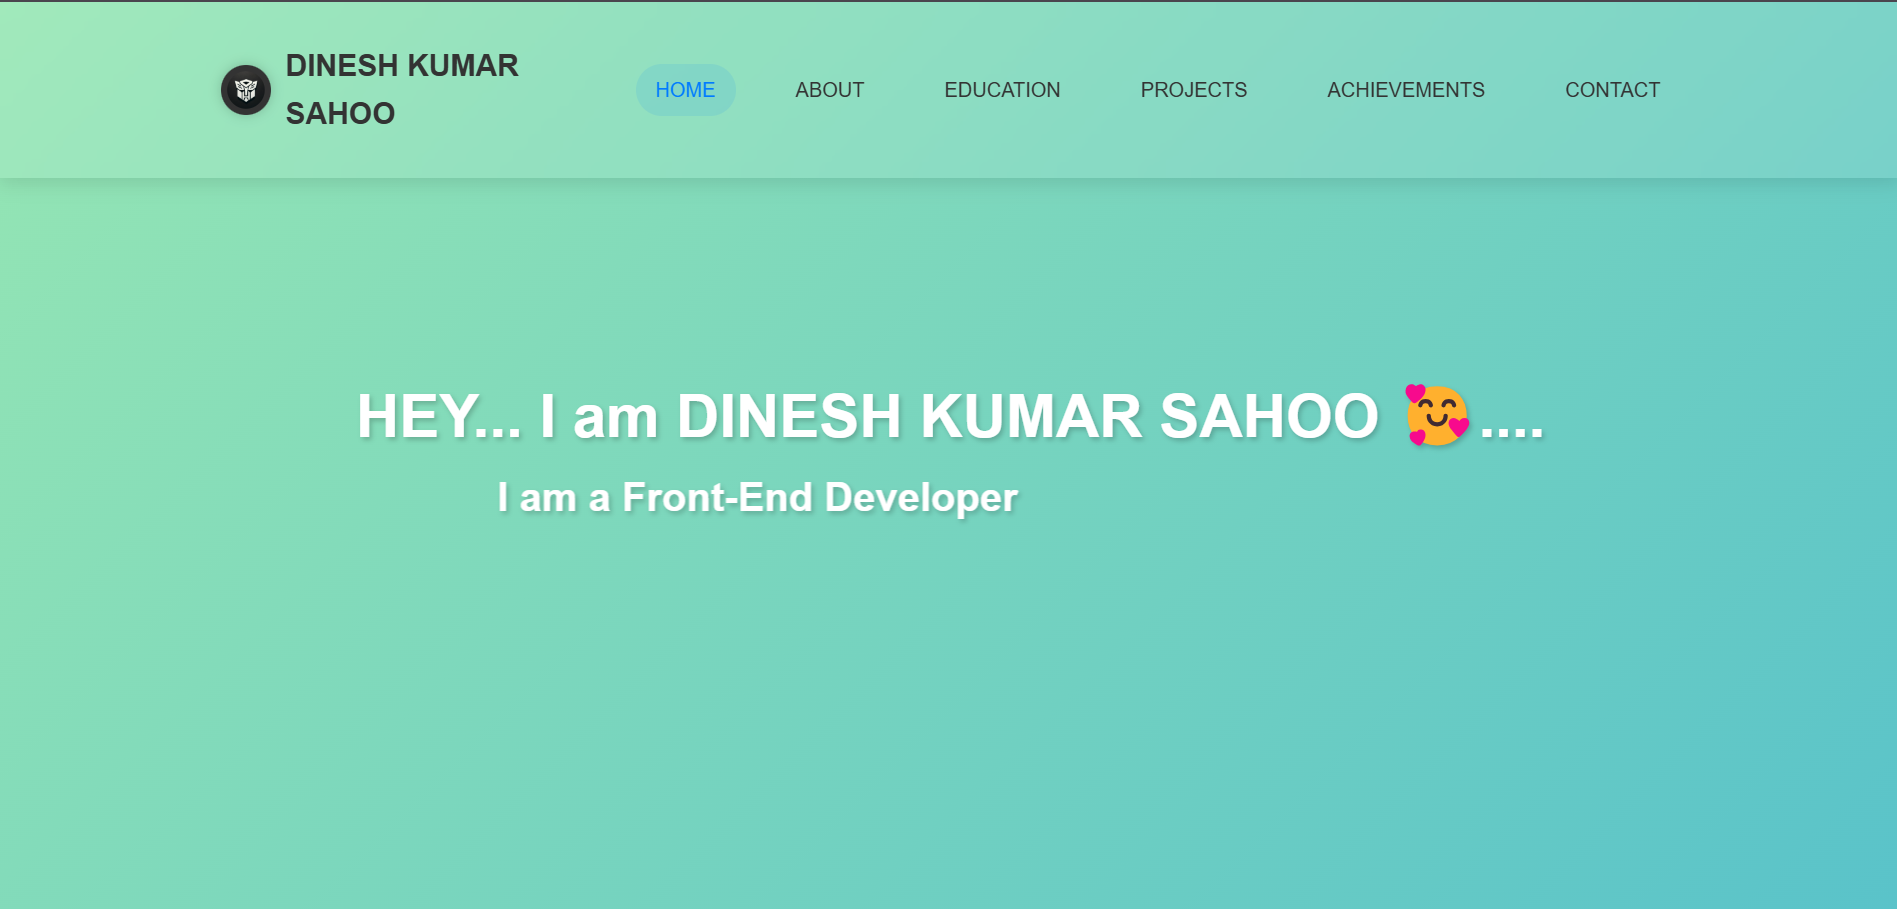 DINESH KUMAR
SAHOO
HOME ABOUT EDUCATION PROJECTS ACHIEVEMENTS CONTACT
HEY... I am DINESH KUMAR SAHOO 🥰....
I am a Front-End Developer